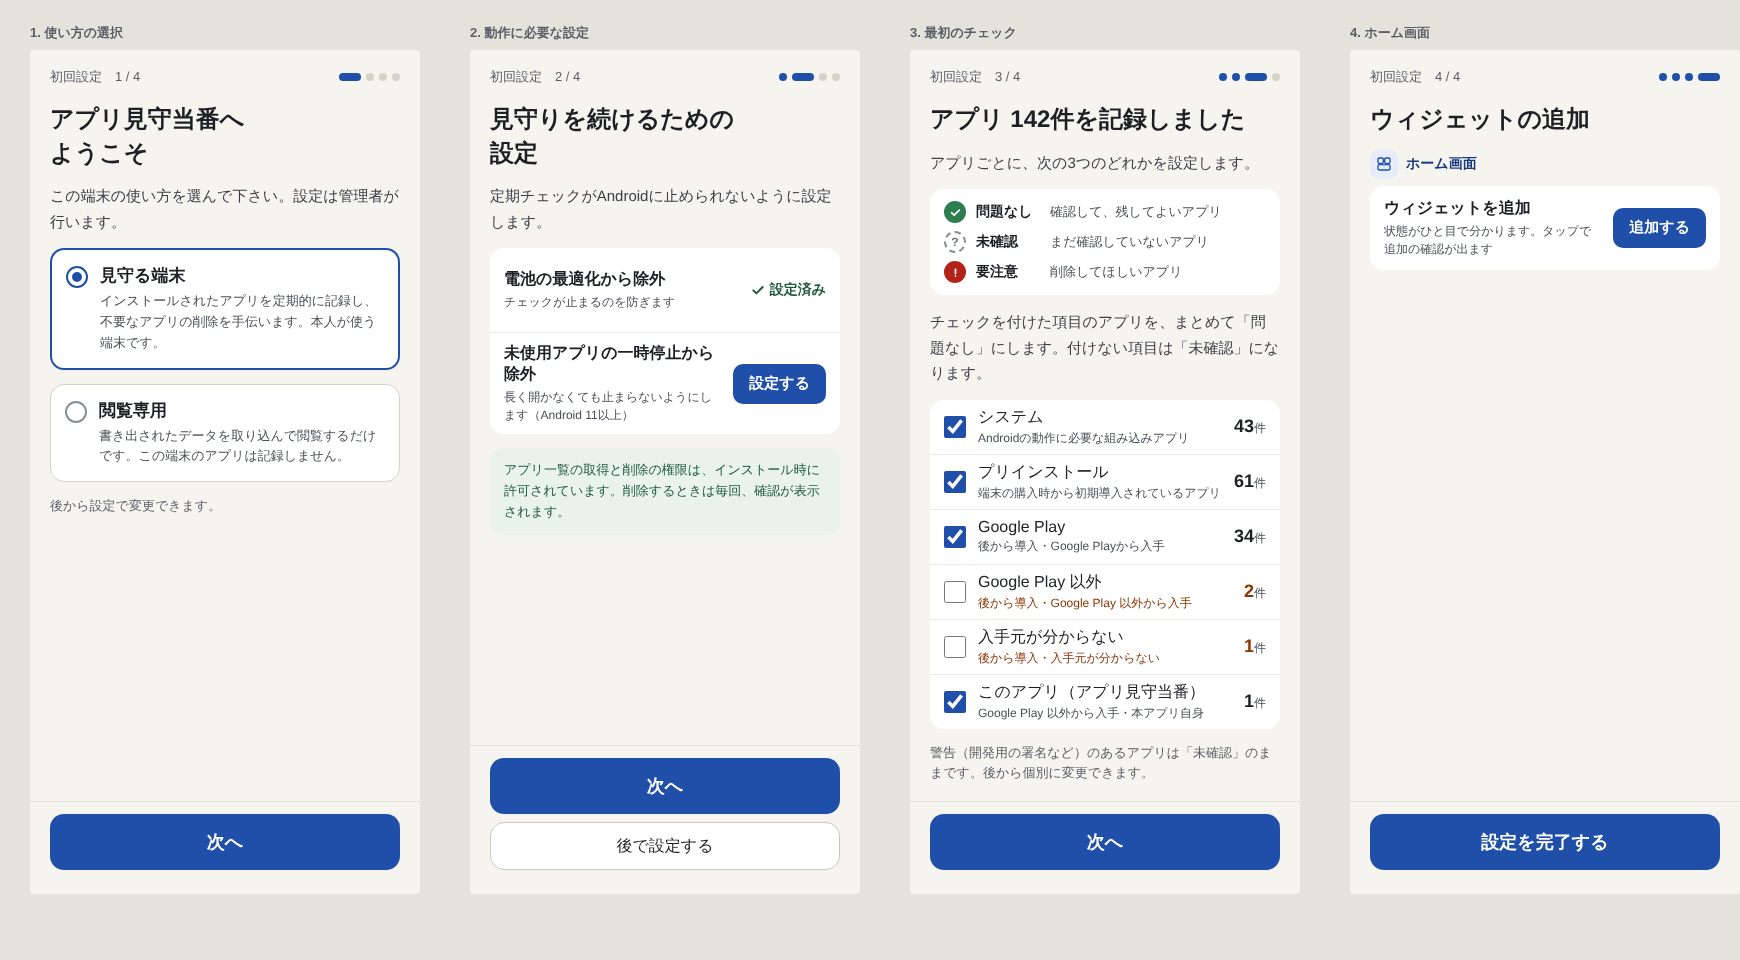 1. 使い方の選択
初回設定 1 / 4
アプリ見守当番へ
ようこそ
この端末の使い方を選んで下さい。設定は管理者が
行います。
見守る端末
インストールされたアプリを定期的に記録し、
不要なアプリの削除を手伝います。本人が使う
端末です。
閲覧専用
書き出されたデータを取り込んで閲覧するだけ
です。この端末のアプリは記録しません。
後から設定で変更できます。
次へ
2. 動作に必要な設定
初回設定 2 / 4
見守りを続けるための
設定
定期チェックがAndroidに止められないように設定
します。
電池の最適化から除外
チェックが止まるのを防ぎます
設定済み
未使用アプリの一時停止から
除外
長く開かなくても止まらないようにし
ます（Android 11以上）
設定する
アプリ一覧の取得と削除の権限は、インストール時に
許可されています。削除するときは毎回、確認が表示
されます。
次へ
後で設定する
3. 最初のチェック
初回設定 3 / 4
アプリ 142件を記録しました
アプリごとに、次の3つのどれかを設定します。
問題なし 確認して、残してよいアプリ
? 未確認 まだ確認していないアプリ
! 要注意 削除してほしいアプリ
チェックを付けた項目のアプリを、まとめて「問
題なし」にします。付けない項目は「未確認」にな
ります。
システム
Androidの動作に必要な組み込みアプリ
43件
プリインストール
端末の購入時から初期導入されているアプリ
61件
Google Play
後から導入・Google Playから入手
34件
Google Play 以外
後から導入・Google Play 以外から入手
2件
入手元が分からない
後から導入・入手元が分からない
1件
このアプリ（アプリ見守当番）
Google Play 以外から入手・本アプリ自身
1件
警告（開発用の署名など）のあるアプリは「未確認」のま
まです。後から個別に変更できます。
次へ
4. ホーム画面
初回設定 4 / 4
ウィジェットの追加
ホーム画面
ウィジェットを追加
状態がひと目で分かります。タップで
追加の確認が出ます
追加する
設定を完了する